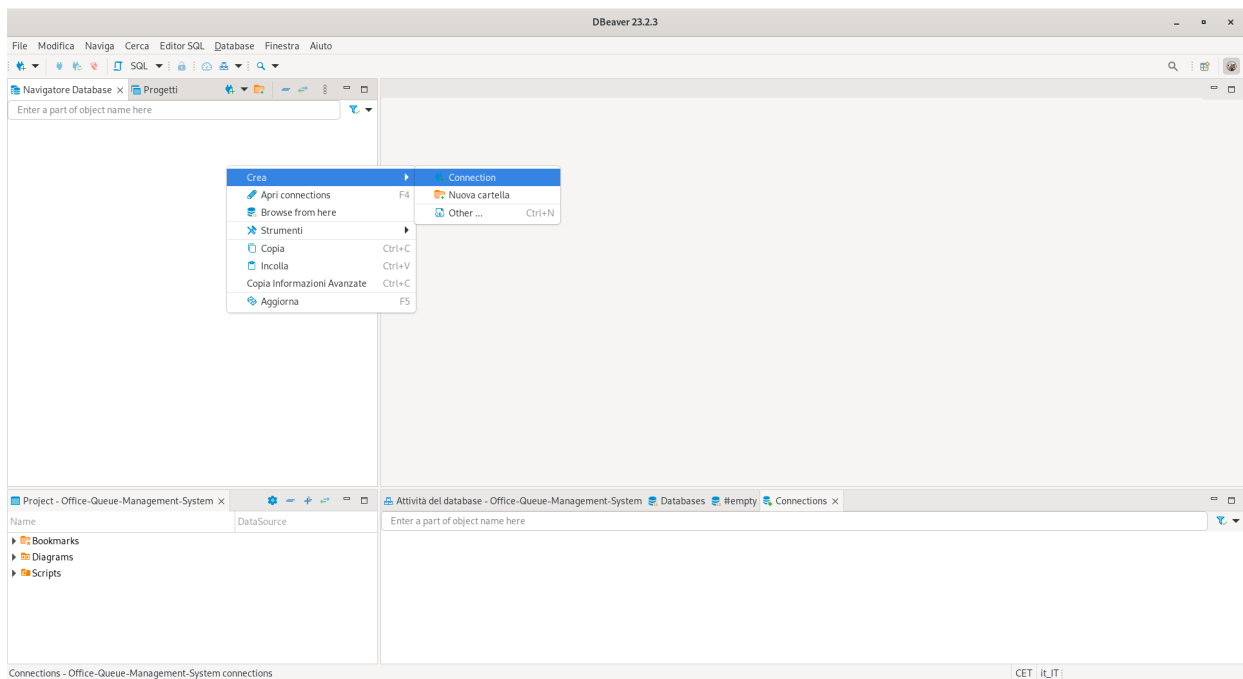 DBeaver 23.2.3
File Modifica Naviga Cerca Editor SQL Database Finestra Aiuto
SQL
Navigatore Database Progetti
Enter a part of object name here
Crea
Connection
Apri connections F4
Nuova cartella
Browse from here
Other ... Ctrl+N
Strumenti
Copia Ctrl+C
Incolla Ctrl+V
Copia Informazioni Avanzate Ctrl+C
Aggiorna F5
Project - Office-Queue-Management-System
Attività del database - Office-Queue-Management-System Databases #empty Connections
Name DataSource
Enter a part of object name here
Bookmarks
Diagrams
Scripts
Connections - Office-Queue-Management-System connections
CET it_IT